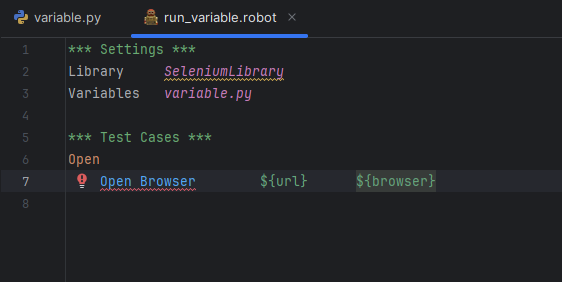 variable.py run_variable.robot
1 *** Settings ***
2 Library SeleniumLibrary
3 Variables variable.py
4
5 *** Test Cases ***
6 Open
7 Open Browser ${url} ${browser}
8